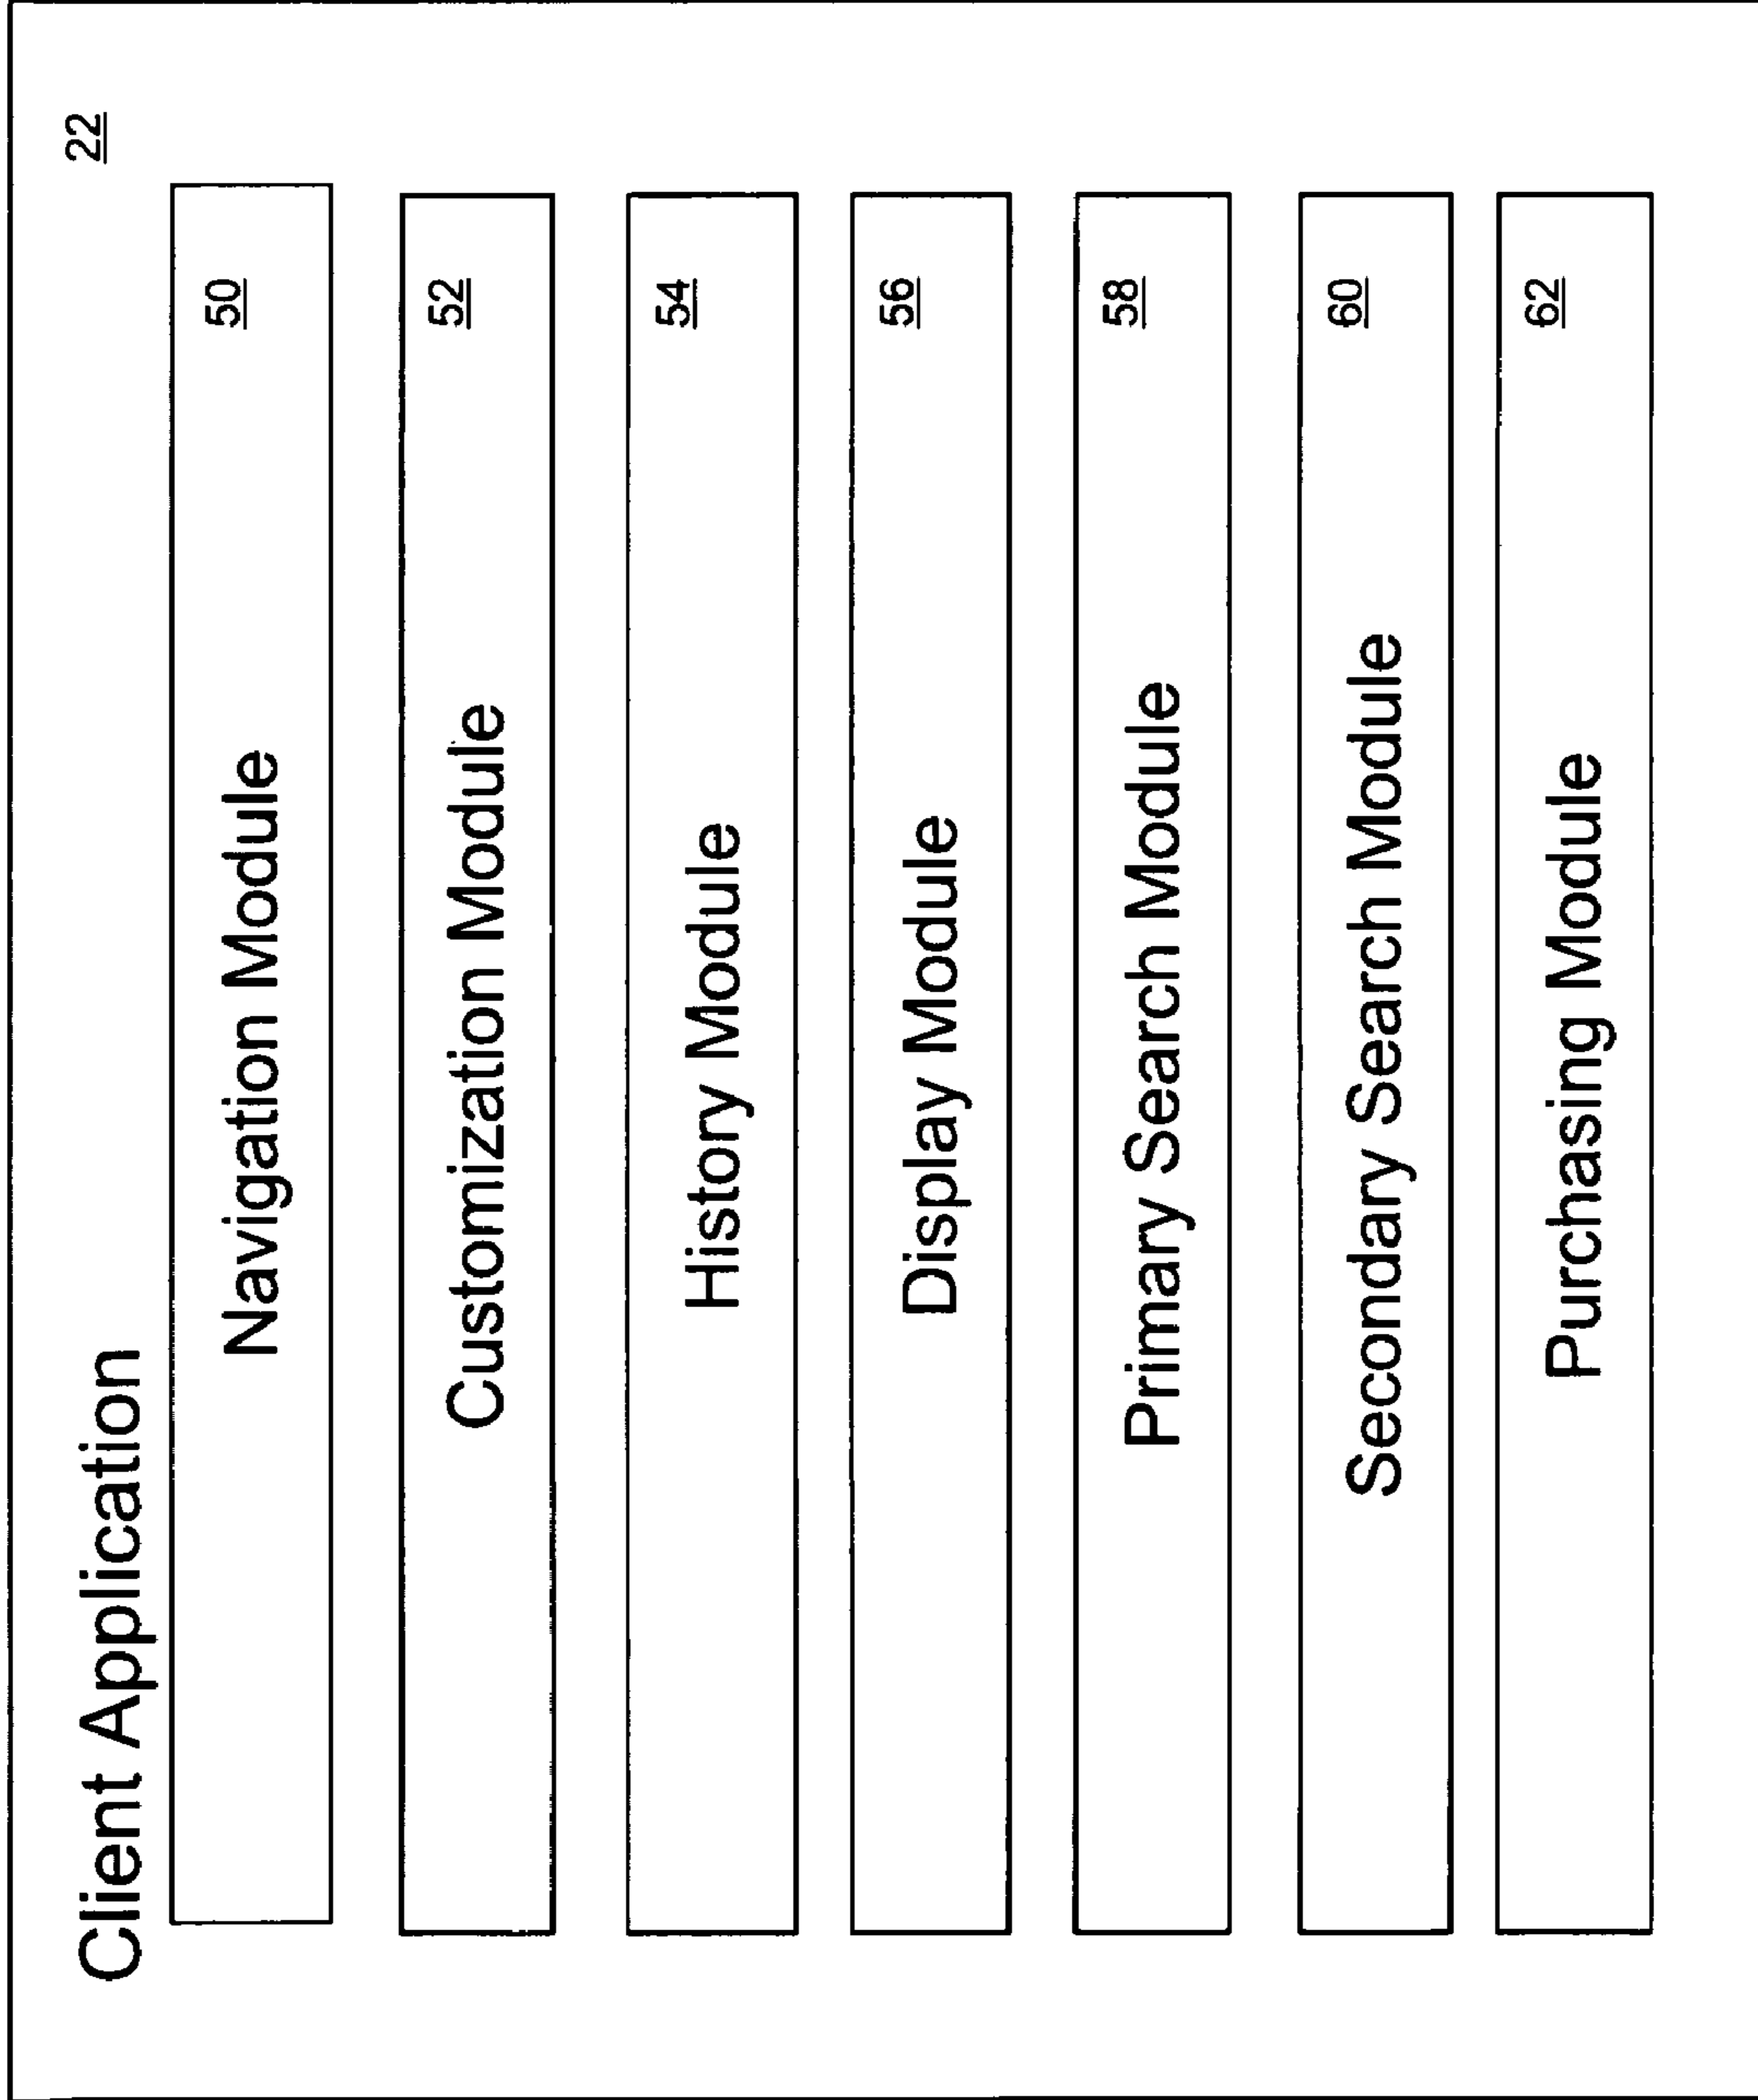 Client Application
22
Navigation Module
50
Customization Module
52
History Module
54
Display Module
56
Primary Search Module
58
Secondary Search Module
60
Purchasing Module
62